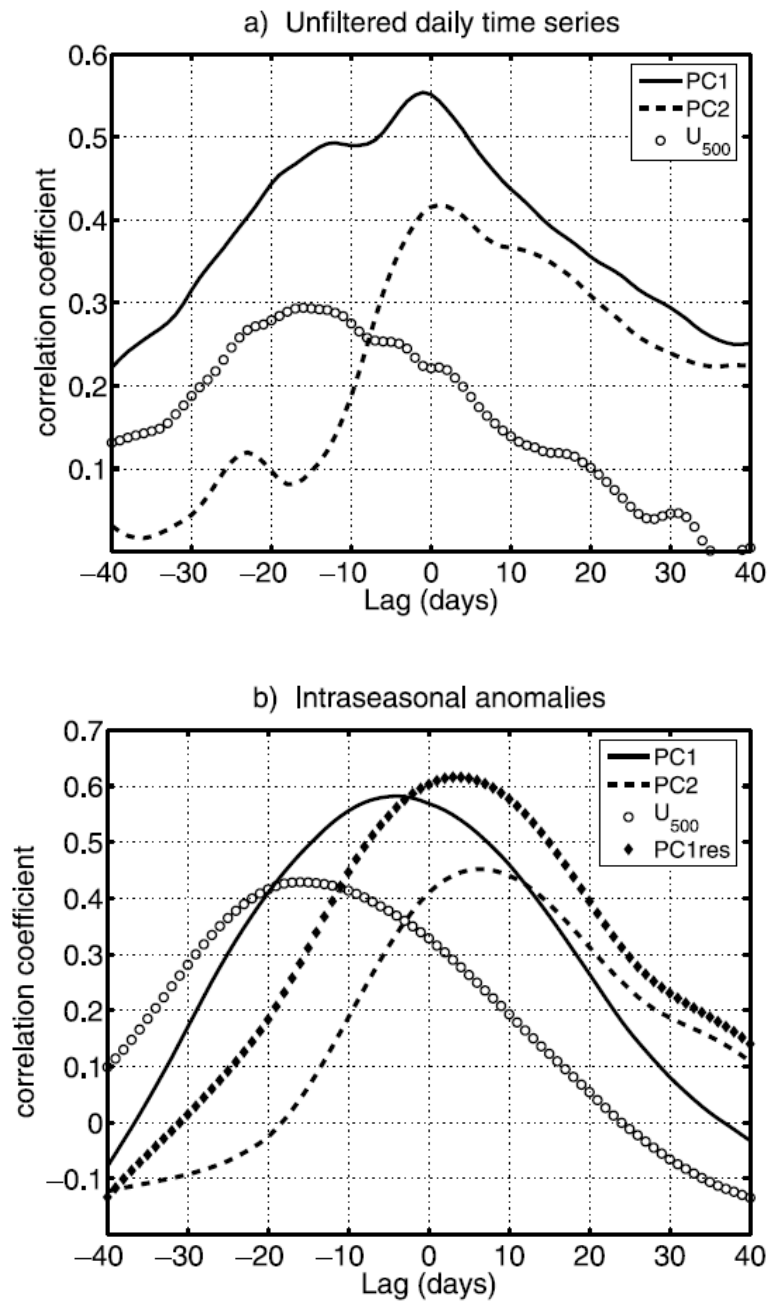 a) Unfiltered daily time series
0.6
0.5
0.4
0.3
0.2
0.1
correlation coefficient
PC1
PC2
U500
−40 −30 −20 −10 0 10 20 30 40
Lag (days)
b) Intraseasonal anomalies
0.7
0.6
0.5
0.4
0.3
0.2
0.1
0
−0.1
correlation coefficient
PC1
PC2
U500
PC1res
−40 −30 −20 −10 0 10 20 30 40
Lag (days)